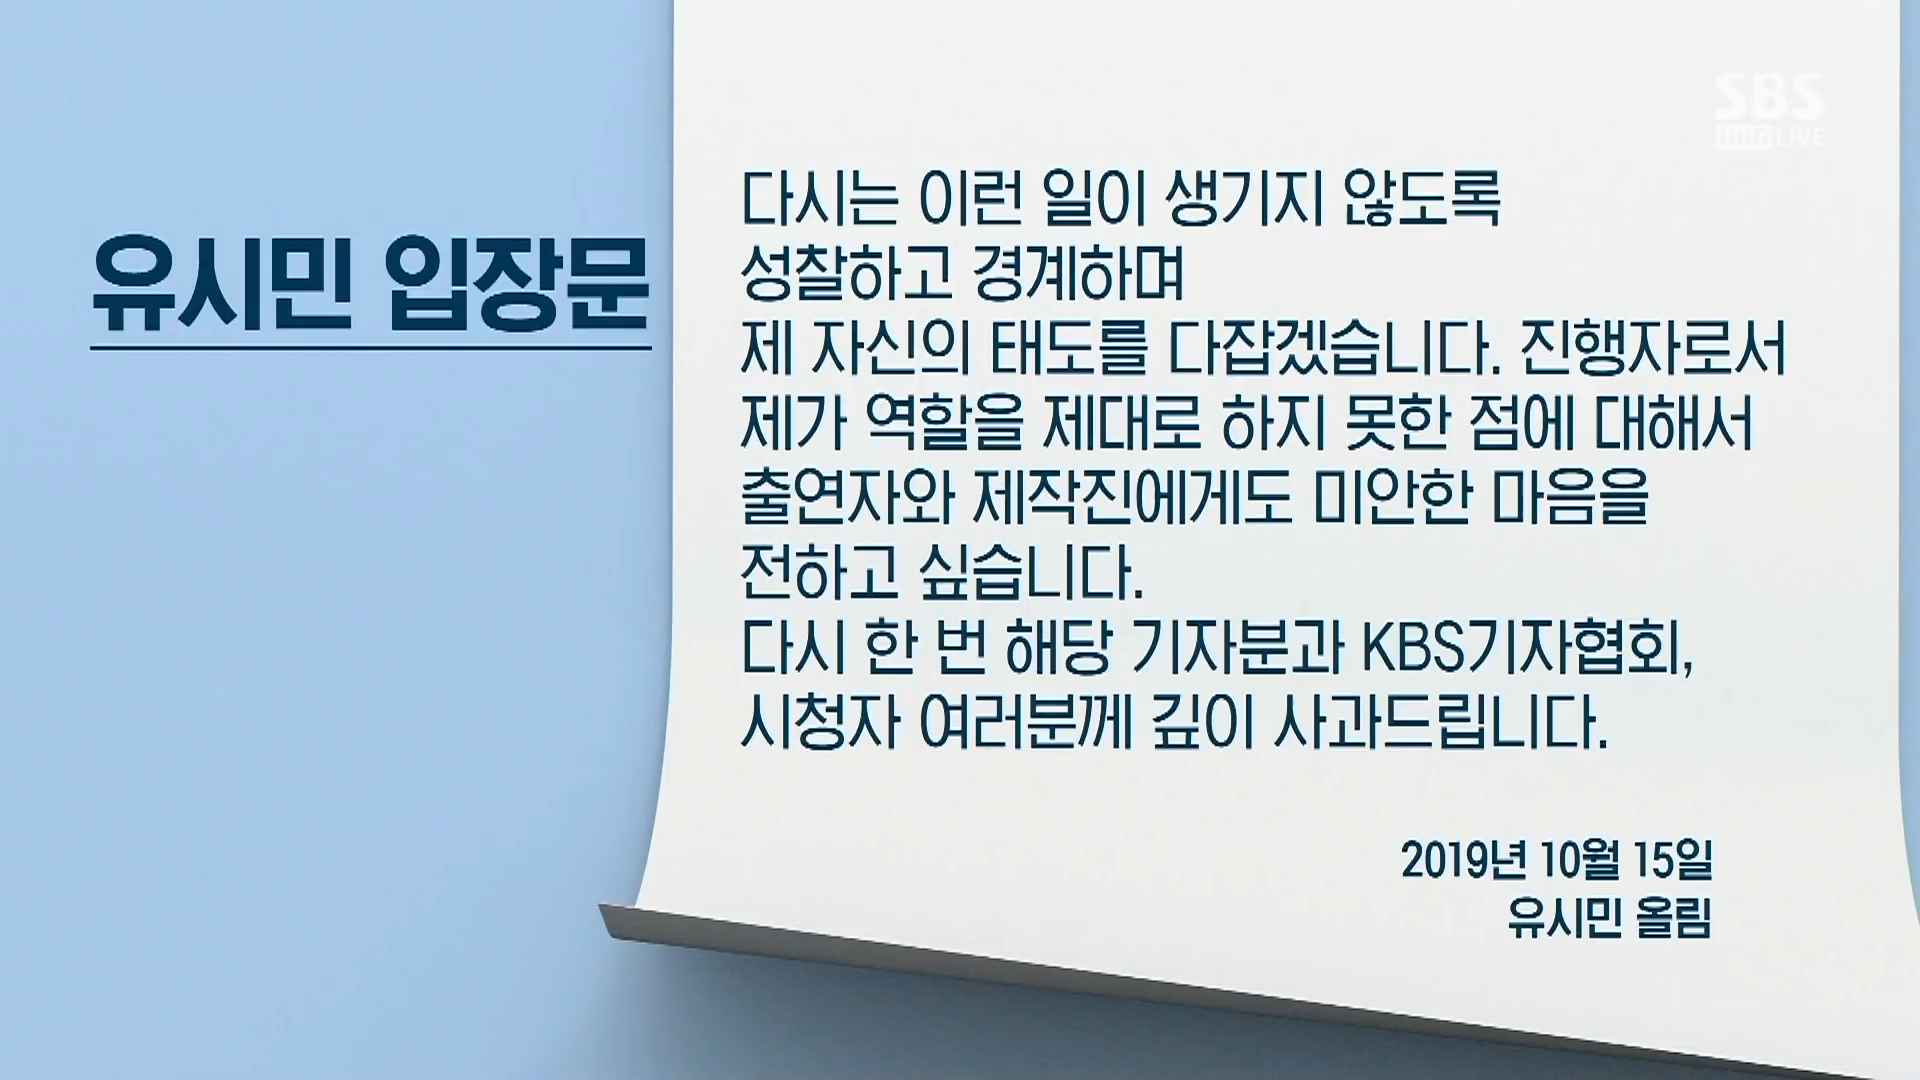 유시민 입장문
다시는 이런 일이 생기지 않도록
성찰하고 경계하며
제 자신의 태도를 다잡겠습니다. 진행자로서
제가 역할을 제대로 하지 못한 점에 대해서
출연자와 제작진에게도 미안한 마음을
전하고 싶습니다.
다시 한 번 해당 기자분과 KBS기자협회,
시청자 여러분께 깊이 사과드립니다.
2019년 10월 15일
유시민 올림
SBS
UHD LIVE